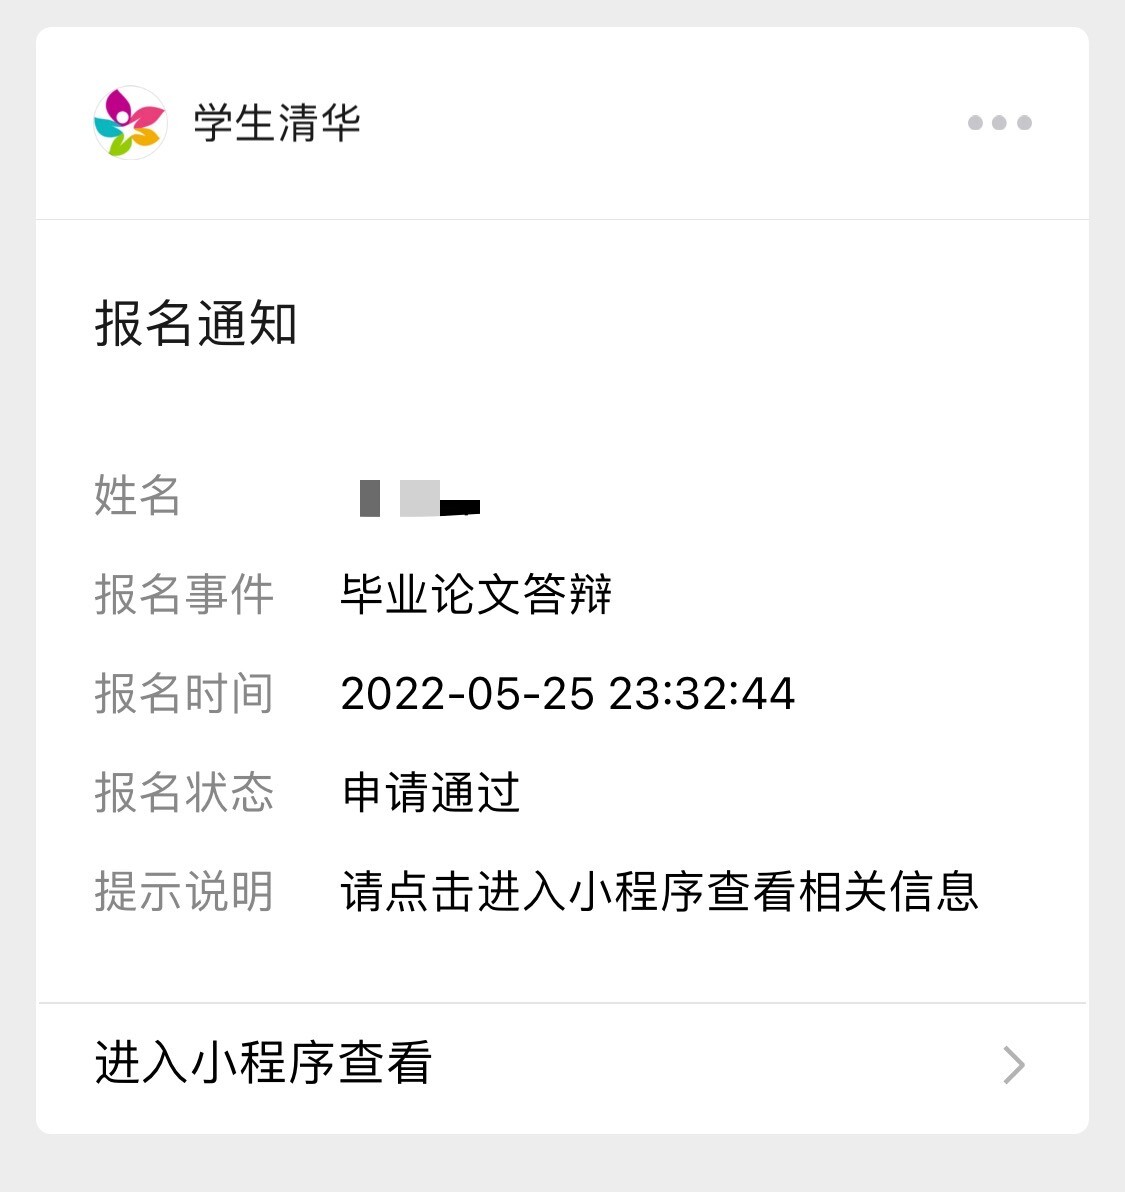 学生清华
报名通知
姓名
报名事件 毕业论文答辩
报名时间 2022-05-25 23:32:44
报名状态 申请通过
提示说明 请点击进入小程序查看相关信息
进入小程序查看